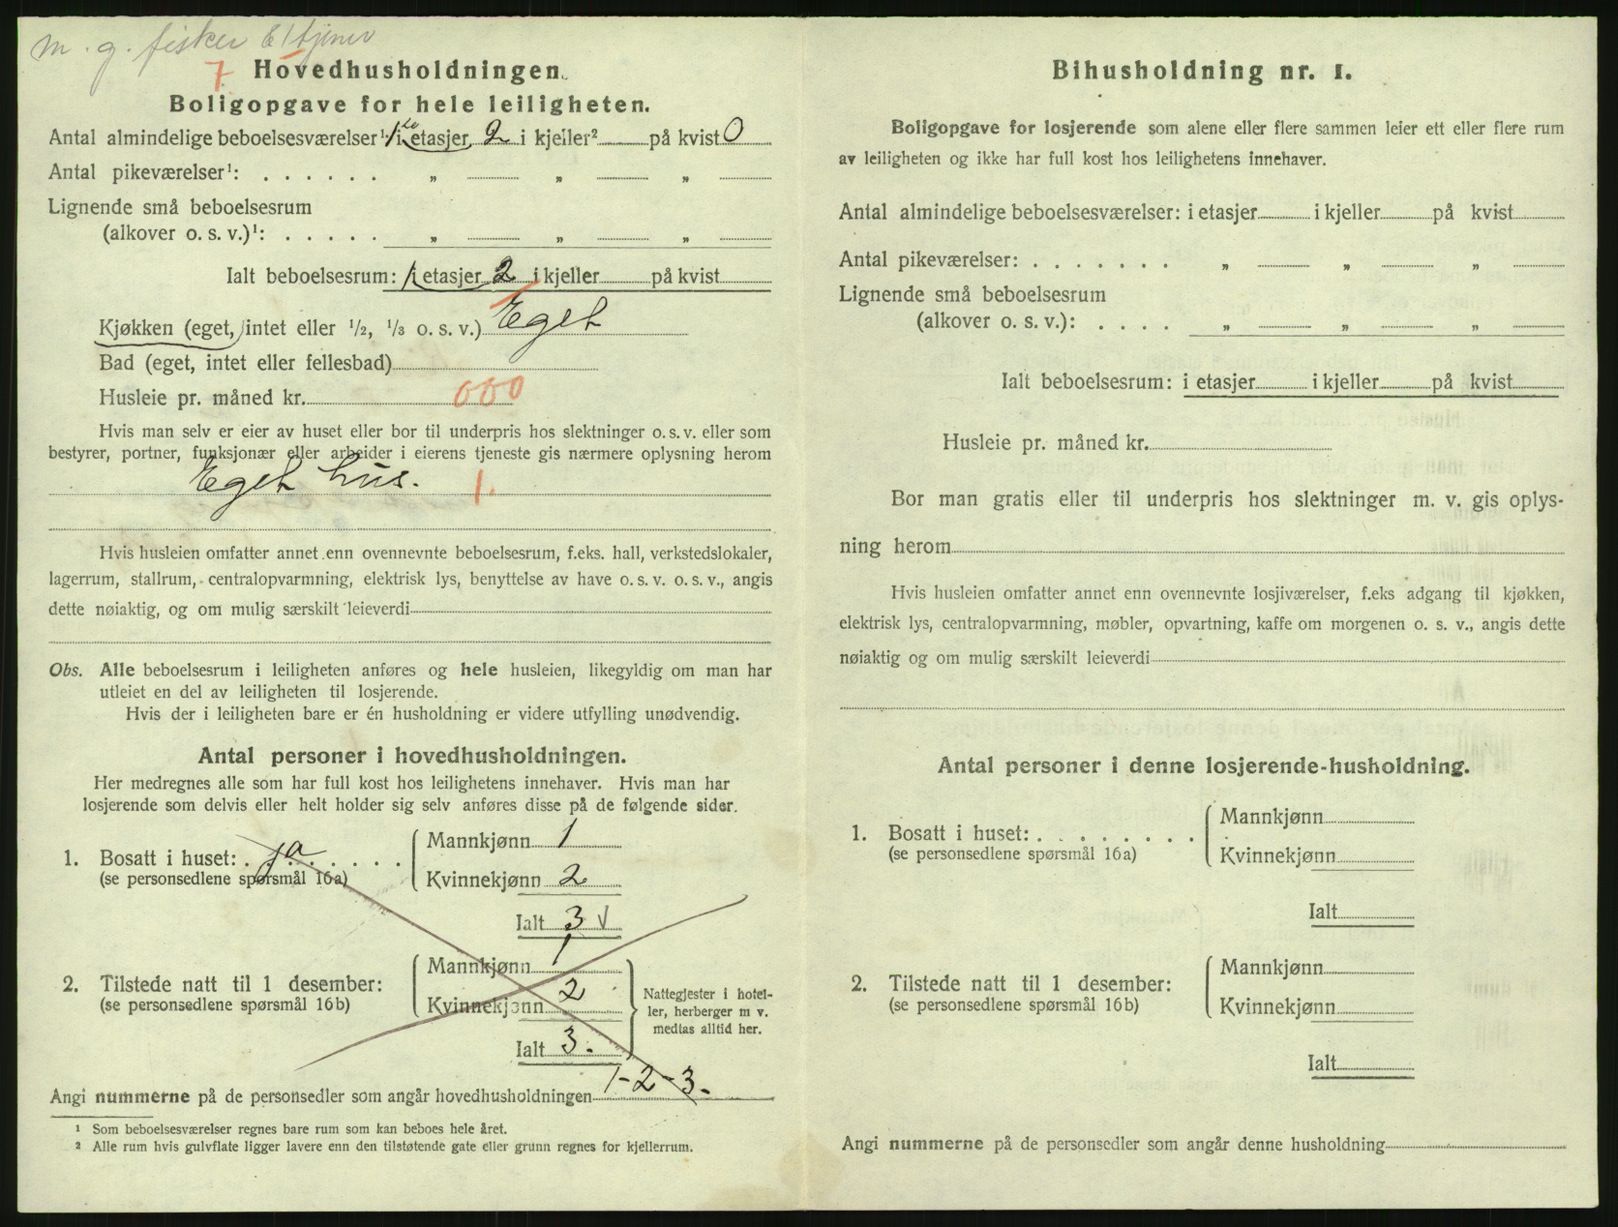 m. g. fisker E 1 tjener
7 Hovedhusholdningen.
Boligopgave for hele leiligheten.
Antal almindelige beboelsesværelser¹: i etasjer 2 i kjeller² på kvist 0
Antal pikeværelser¹: . . . . . . „ „ „
Lignende små beboelsesrum
(alkover o. s. v.)¹: . . . . . „ „ „
Ialt beboelsesrum: i etasjer 2 i kjeller på kvist
Kjøkken (eget, intet eller 1/2, 1/3 o. s. v.) Eget
Bad (eget, intet eller fellesbad)
Husleie pr. måned kr. 000
Hvis man selv er eier av huset eller bor til underpris hos slektninger o. s. v. eller som
bestyrer, portner, funksjonær eller arbeider i eierens tjeneste gis nærmere oplysning herom
Eget hus. 1.
Hvis husleien omfatter annet enn ovennevnte beboelsesrum, f.eks. hall, verkstedslokaler,
lagerrum, stallrum, centralopvarmning, elektrisk lys, benyttelse av have o. s. v. o. s. v., angis
dette nøiaktig, og om mulig særskilt leieverdi
Obs. Alle beboelsesrum i leiligheten anføres og hele husleien, likegyldig om man har
utleiet en del av leiligheten til losjerende.
Hvis der i leiligheten bare er én husholdning er videre utfylling unødvendig.
Antal personer i hovedhusholdningen.
Her medregnes alle som har full kost hos leilighetens innehaver. Hvis man har
losjerende som delvis eller helt holder sig selv anføres disse på de følgende sider.
1. Bosatt i huset: ja
(se personsedlene spørsmål 16a)
Mannkjønn 1
Kvinnekjønn 2
Ialt 3 V
2. Tilstede natt til 1 desember:
(se personsedlene spørsmål 16b)
Mannkjønn 1
Kvinnekjønn 2
Ialt 3.
Nattegjester i hotel-
ler, herberger m v.
medtas alltid her.
Angi nummerne på de personsedler som angår hovedhusholdningen 1-2-3.
¹ Som beboelsesværelser regnes bare rum som kan beboes hele året.
² Alle rum hvis gulvflate ligger lavere enn den tilstøtende gate eller grunn regnes for kjellerrum.
Bihusholdning nr. 1.
Boligopgave for losjerende som alene eller flere sammen leier ett eller flere rum
av leiligheten og ikke har full kost hos leilighetens innehaver.
Antal almindelige beboelsesværelser: i etasjer i kjeller på kvist
Antal pikeværelser: . . . . . . . „ „ „
Lignende små beboelsesrum
(alkover o. s. v.): . . . . „ „ „
Ialt beboelsesrum: i etasjer i kjeller på kvist
Husleie pr. måned kr.
Bor man gratis eller til underpris hos slektninger m. v. gis oplys-
ning herom
Hvis husleien omfatter annet enn ovennevnte losjiværelser, f.eks adgang til kjøkken,
elektrisk lys, centralopvarmning, møbler, opvartning, kaffe om morgenen o. s. v., angis dette
nøiaktig og om mulig særskilt leieverdi
Antal personer i denne losjerende-husholdning.
1. Bosatt i huset: . . . . . . . .
(se personsedlene spørsmål 16a)
Mannkjønn
Kvinnekjønn
Ialt
2. Tilstede natt til 1 desember:
(se personsedlene spørsmål 16b)
Mannkjønn
Kvinnekjønn
Ialt
Angi nummerne på de personsedler som angår denne husholdning